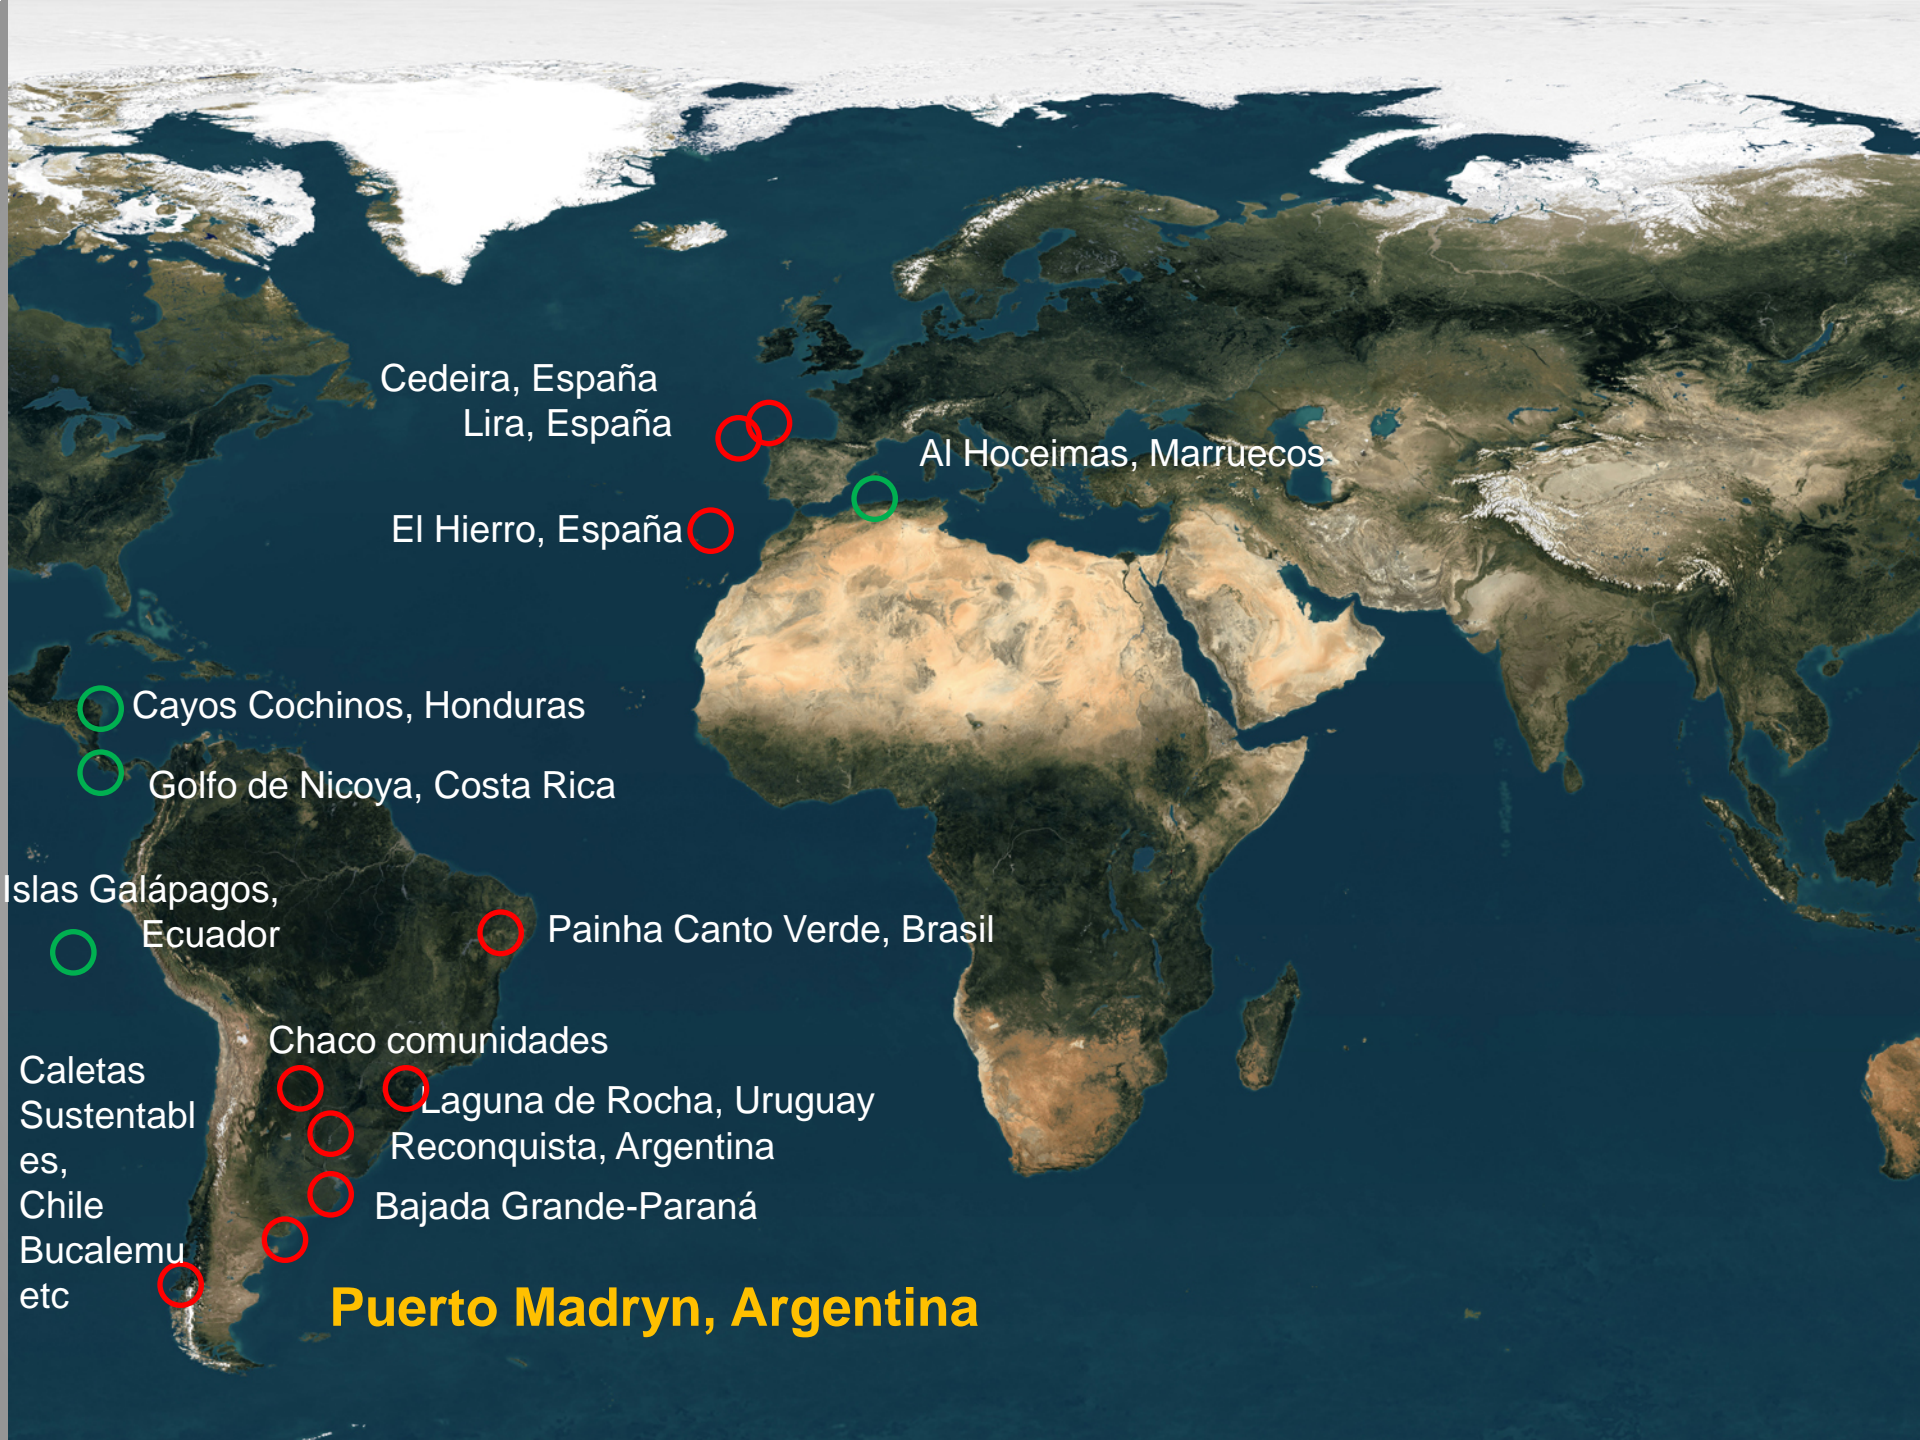 Cedeira, España
Lira, España
Al Hoceimas, Marruecos
El Hierro, España
Cayos Cochinos, Honduras
Golfo de Nicoya, Costa Rica
Islas Galápagos,
Ecuador
Painha Canto Verde, Brasil
Chaco comunidades
Caletas
Sustentabl
es,
Chile
Bucalemu
etc
Laguna de Rocha, Uruguay
Reconquista, Argentina
Bajada Grande-Paraná
Puerto Madryn, Argentina